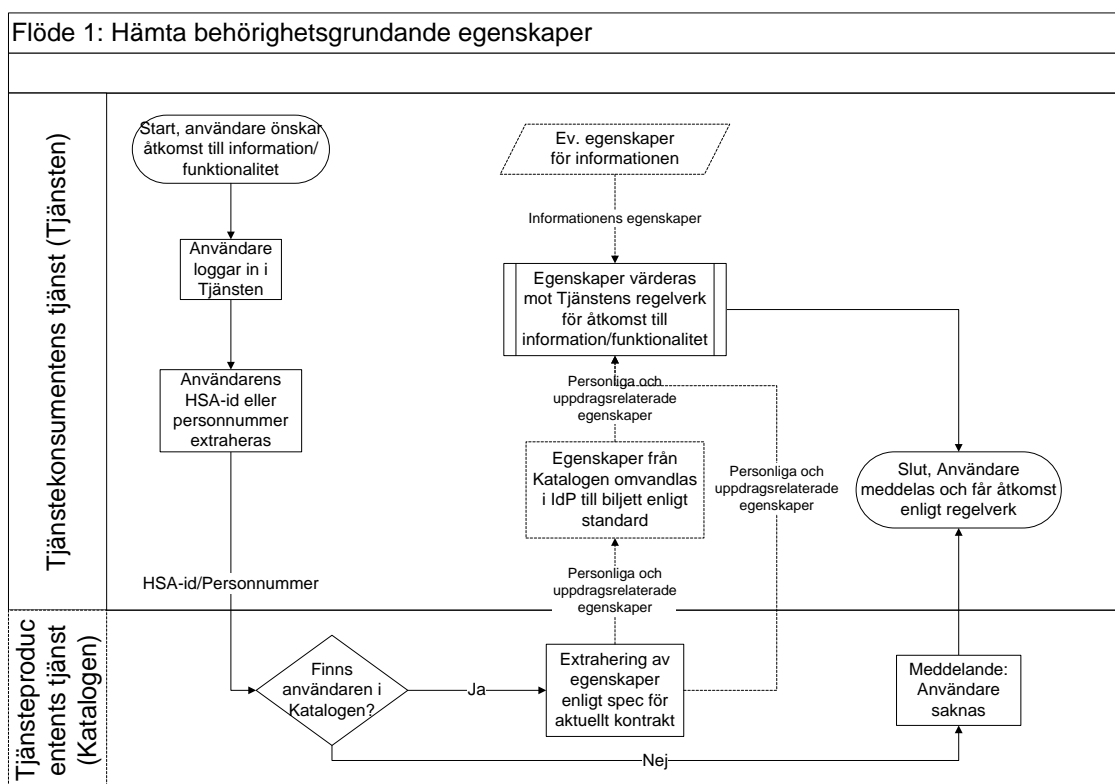 Flöde 1: Hämta behörighetsgrundande egenskaper
Tjänstekonsumentens tjänst (Tjänsten)
Start, användare önskar
åtkomst till information/
funktionalitet
Användare
loggar in i
Tjänsten
Användarens
HSA-id eller
personnummer
extraheras
HSA-id/Personnummer
Ev. egenskaper
för informationen
Informationens egenskaper
Egenskaper värderas
mot Tjänstens regelverk
för åtkomst till
information/funktionalitet
Personliga och
uppdragsrelaterade
egenskaper
Egenskaper från
Katalogen omvandlas
i IdP till biljett enligt
standard
Personliga och
uppdragsrelaterade
egenskaper
Personliga och
uppdragsrelaterade
egenskaper
Slut, Användare
meddelas och får åtkomst
enligt regelverk
Tjänsteproduc
entents tjänst
(Katalogen)
Finns
användaren i
Katalogen?
Ja
Extrahering av
egenskaper
enligt spec för
aktuellt kontrakt
Meddelande:
Användare
saknas
Nej